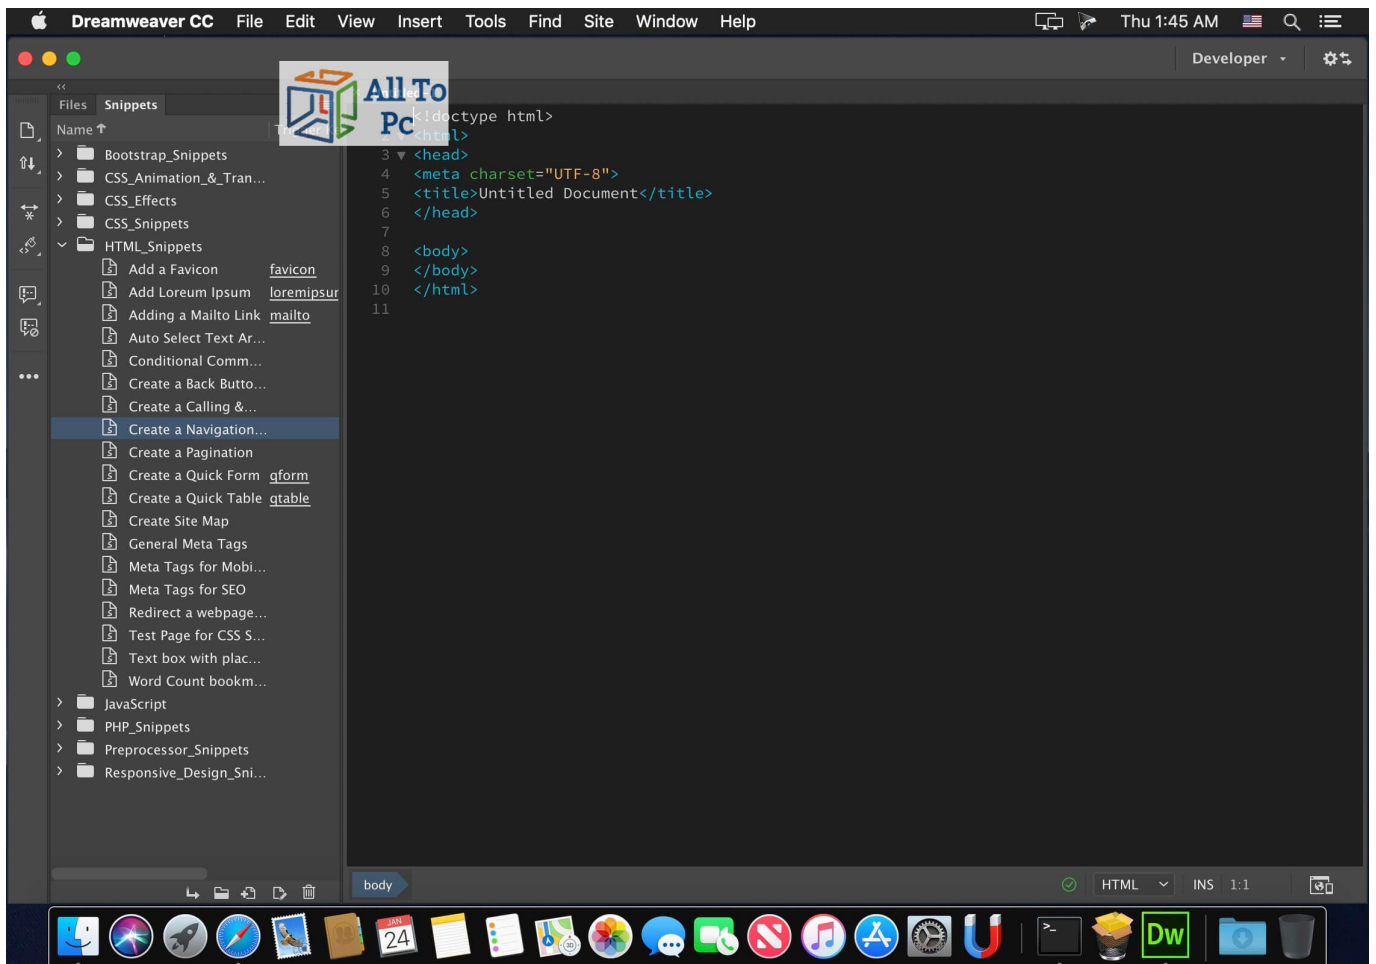 Dreamweaver CC File Edit View Insert Tools Find Site Window Help Thu 1:45 AM
Developer
All To
Pc
Files Snippets
Name
Bootstrap_Snippets
CSS_Animation_&_Tran...
CSS_Effects
CSS_Snippets
HTML_Snippets
Add a Favicon favicon
Add Loreum Ipsum loremipsur
Adding a Mailto Link mailto
Auto Select Text Ar...
Conditional Comm...
Create a Back Butto...
Create a Calling &...
Create a Navigation...
Create a Pagination
Create a Quick Form qform
Create a Quick Table qtable
Create Site Map
General Meta Tags
Meta Tags for Mobi...
Meta Tags for SEO
Redirect a webpage...
Test Page for CSS S...
Text box with plac...
Word Count bookm...
JavaScript
PHP_Snippets
Preprocessor_Snippets
Responsive_Design_Sni...
<!doctype html>
<html>
3 <head>
4 <meta charset="UTF-8">
5 <title>Untitled Document</title>
6 </head>
7
8 <body>
9 </body>
10 </html>
11
body
HTML INS 1:1
JAN
24
Dw